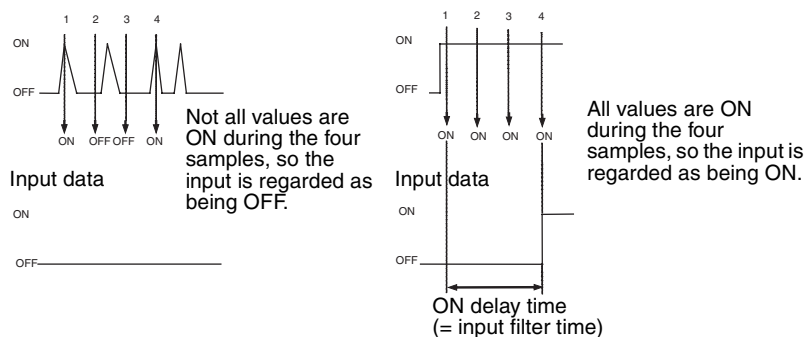 1 2 3 4
ON
OFF
ON OFF OFF ON
Not all values are
ON during the four
samples, so the
input is regarded as
being OFF.
Input data
ON
OFF
1 2 3 4
ON
OFF
ON ON ON ON
All values are ON
during the four
samples, so the input is
regarded as being ON.
Input data
ON
OFF
ON delay time
(= input filter time)